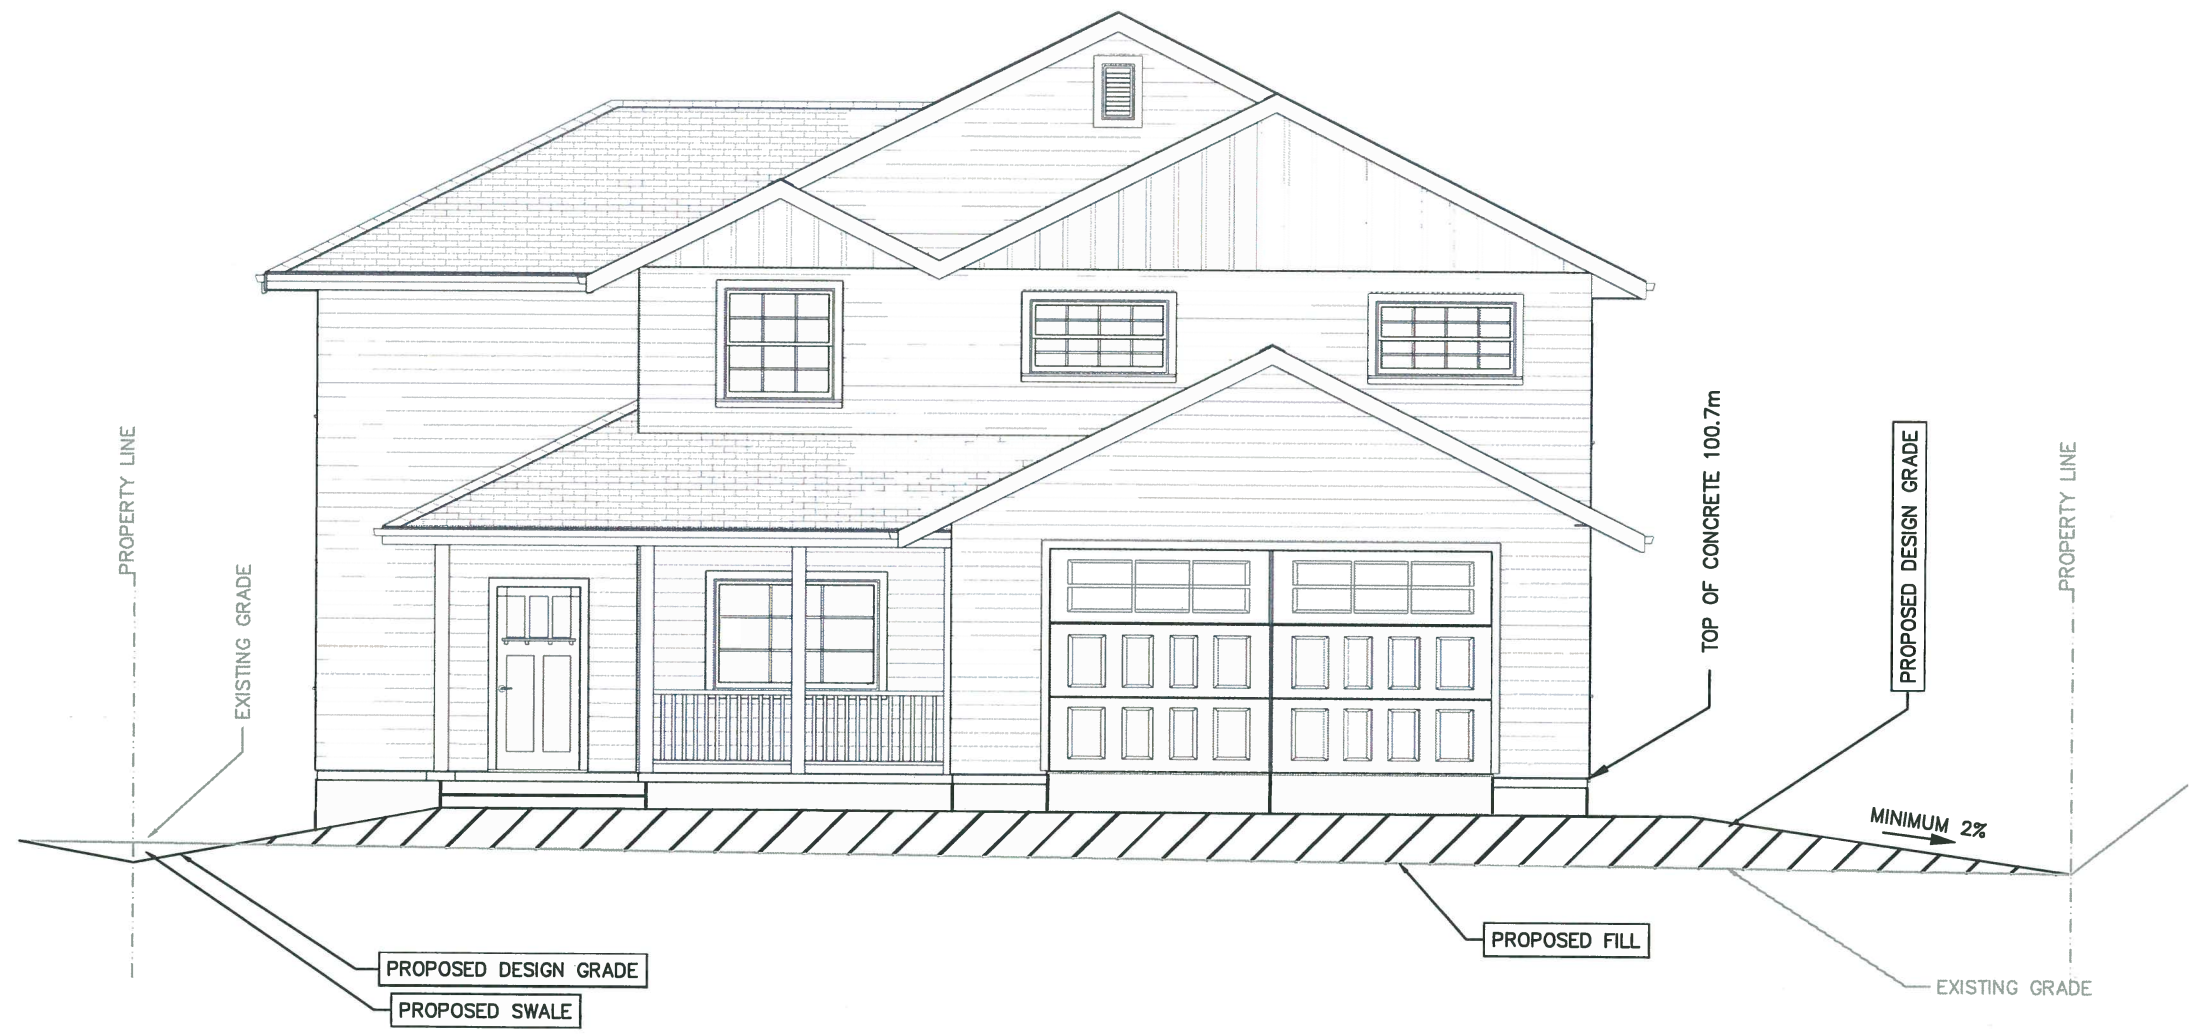 PROPERTY LINE
EXISTING GRADE
TOP OF CONCRETE 100.7m
PROPOSED DESIGN GRADE
PROPERTY LINE
MINIMUM 2%
PROPOSED FILL
PROPOSED DESIGN GRADE
EXISTING GRADE
PROPOSED SWALE